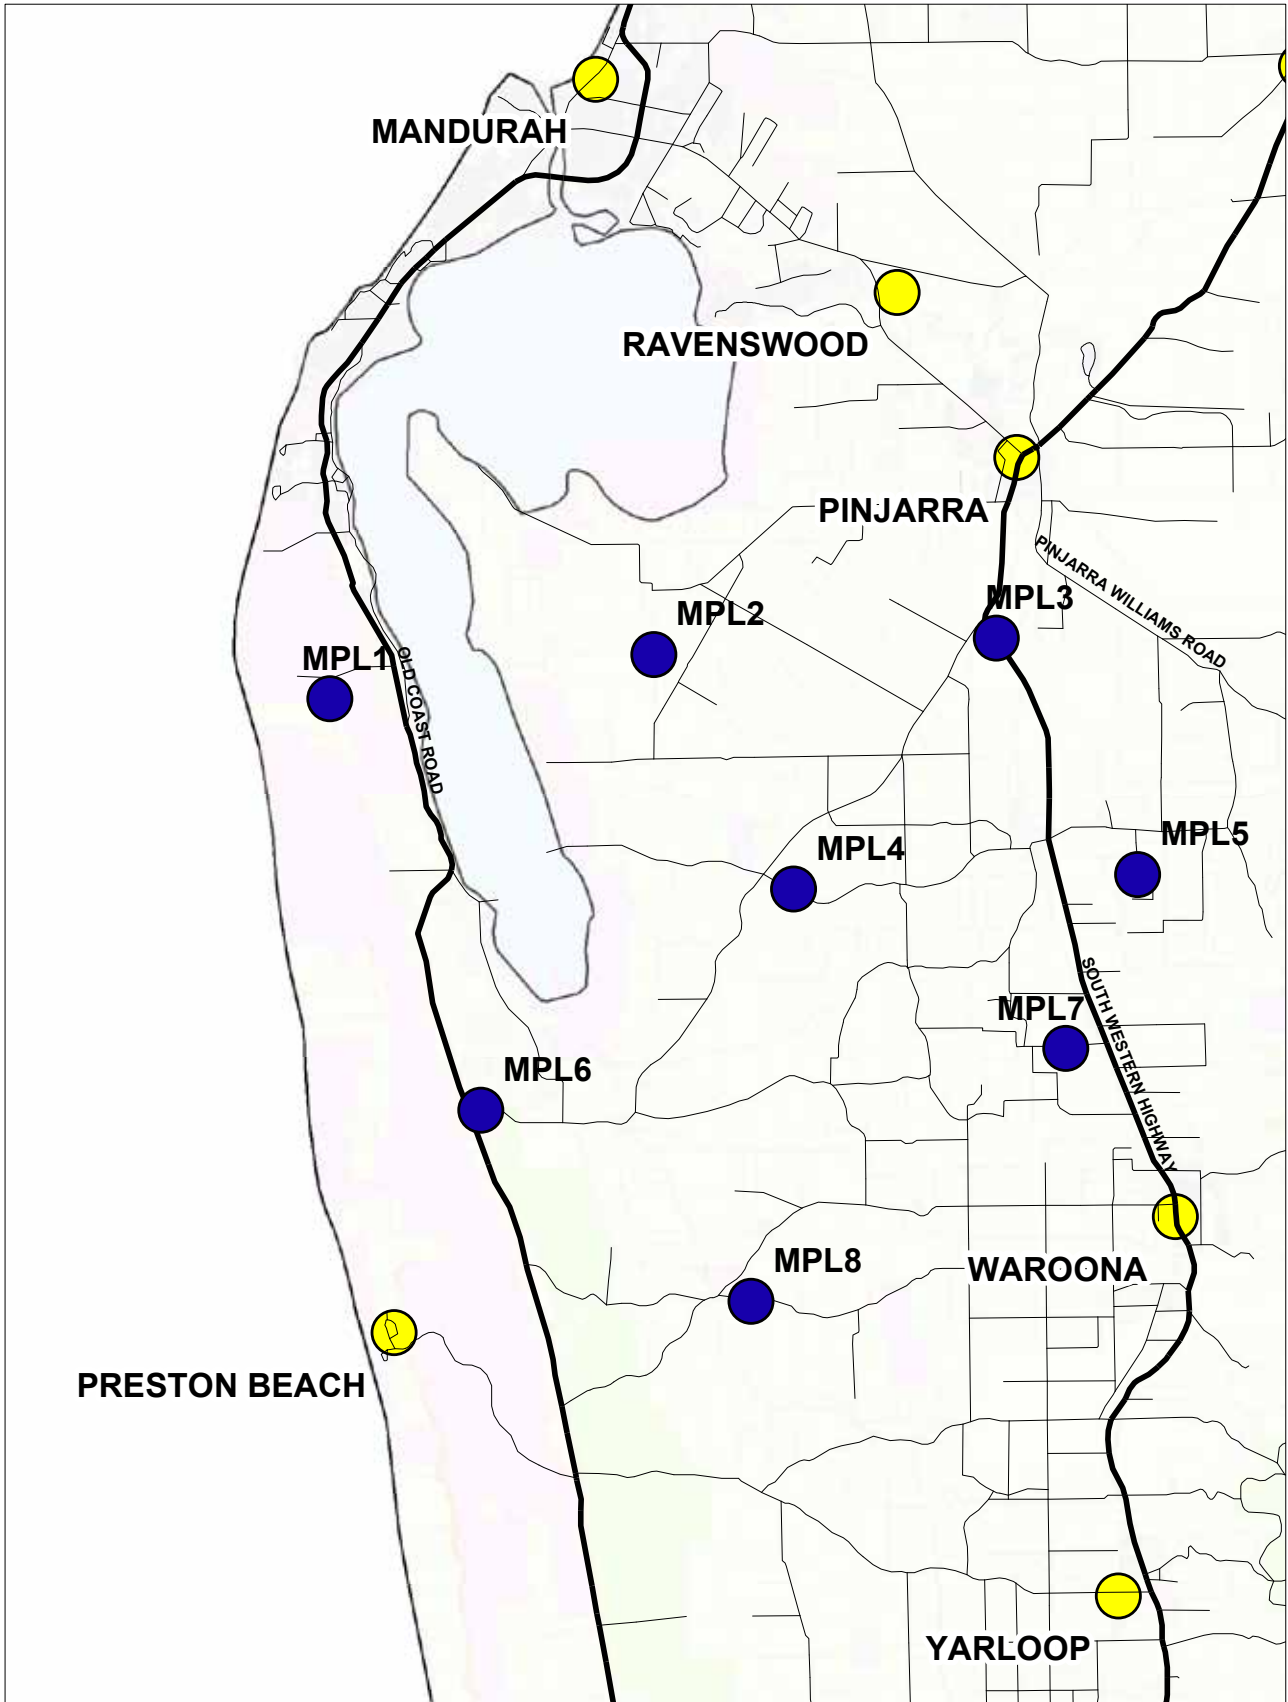 MANDURAH
RAVENSWOOD
PINJARRA
PINJARRA WILLIAMS ROAD
MPL3
MPL2
MPL1
OLD COAST ROAD
MPL4
MPL5
SOUTH WESTERN HIGHWAY
MPL7
MPL6
MPL8
WAROONA
PRESTON BEACH
YARLOOP